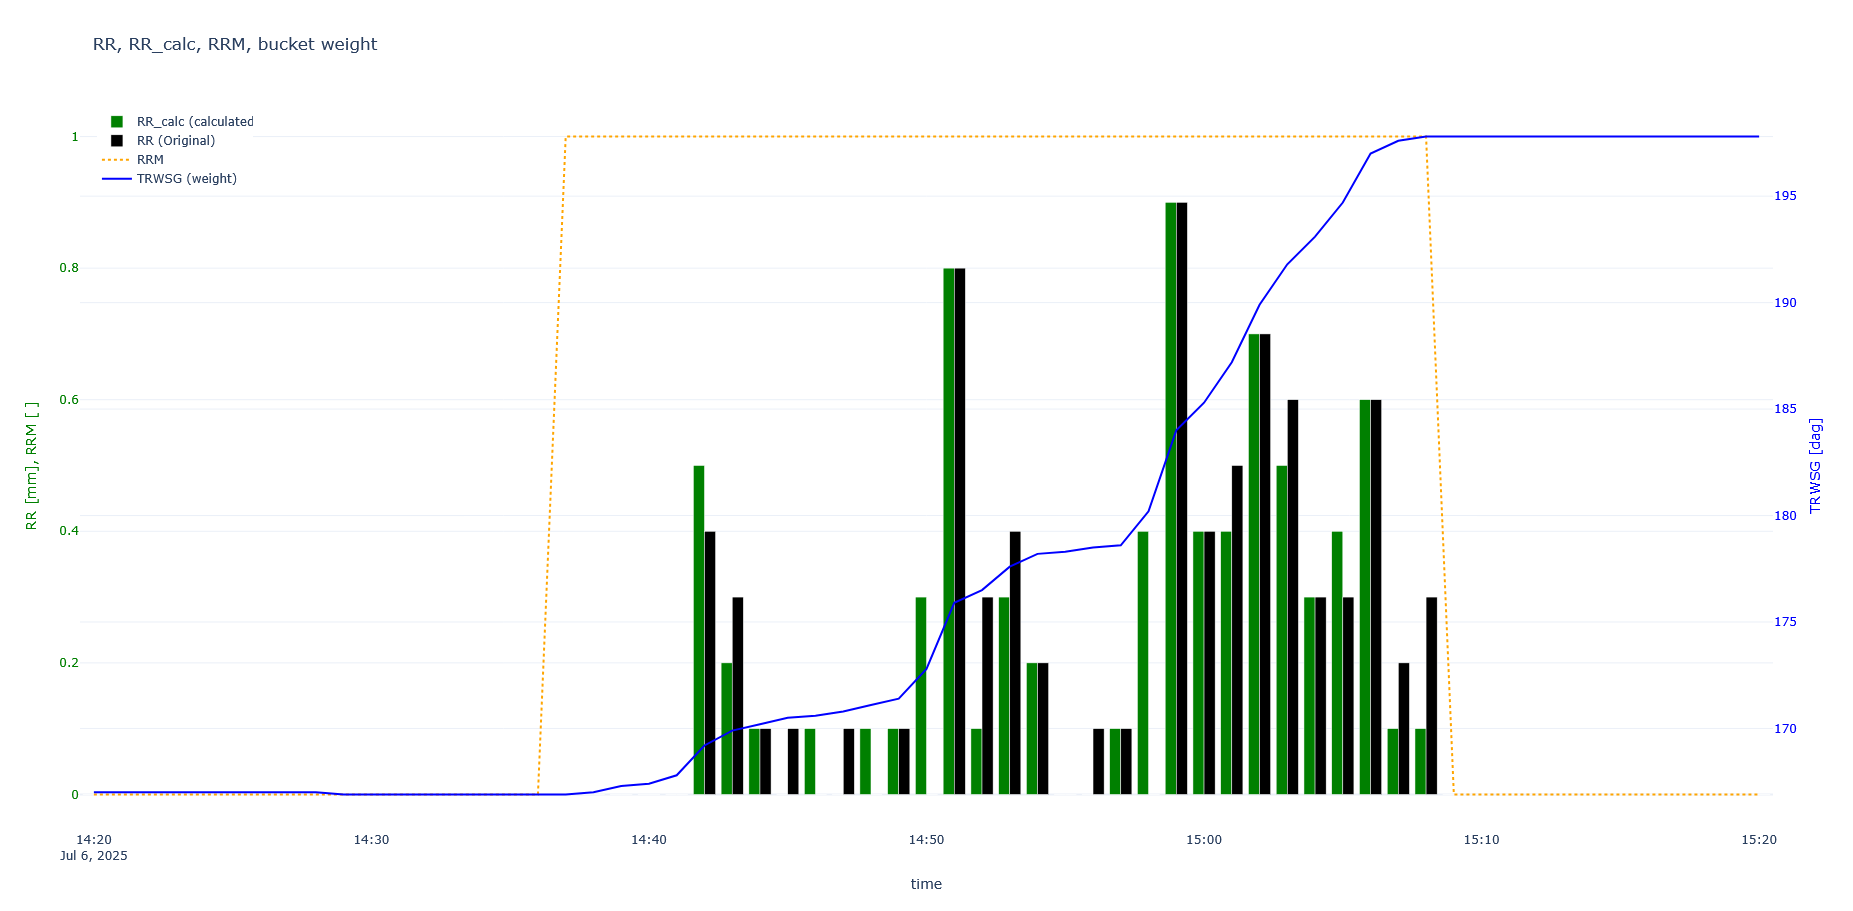 RR, RR_calc, RRM, bucket weight
RR_calc (calculated
RR (Original)
RRM
TRWSG (weight)
1
0.8
0.6
0.4
0.2
0
RR [mm], RRM [ ]
195
190
185
180
175
170
TRWSG [dag]
14:20
Jul 6, 2025
14:30
14:40
14:50
15:00
15:10
15:20
time